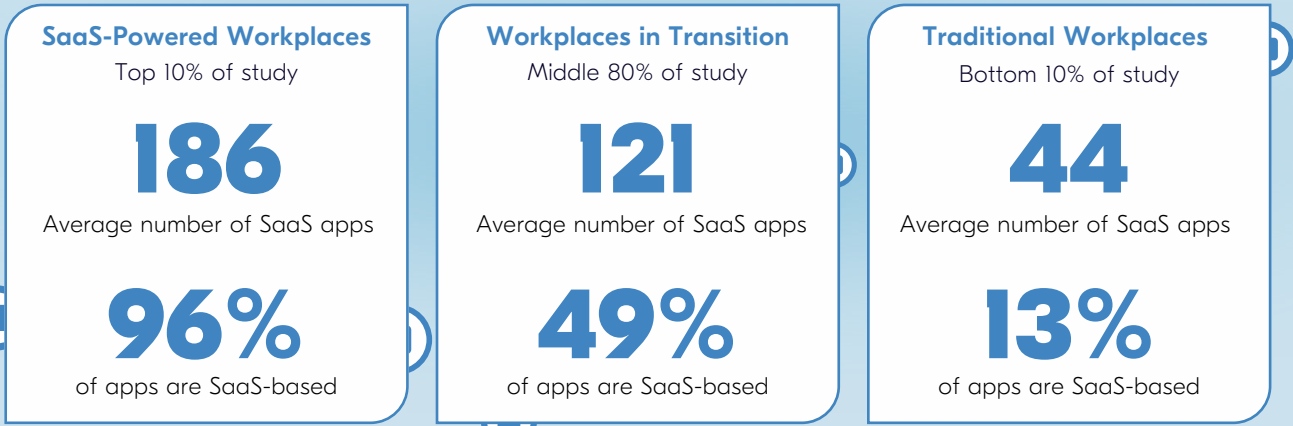 SaaS-Powered Workplaces
Top 10% of study
186
Average number of SaaS apps
96%
of apps are SaaS-based
Workplaces in Transition
Middle 80% of study
121
Average number of SaaS apps
49%
of apps are SaaS-based
Traditional Workplaces
Bottom 10% of study
44
Average number of SaaS apps
13%
of apps are SaaS-based